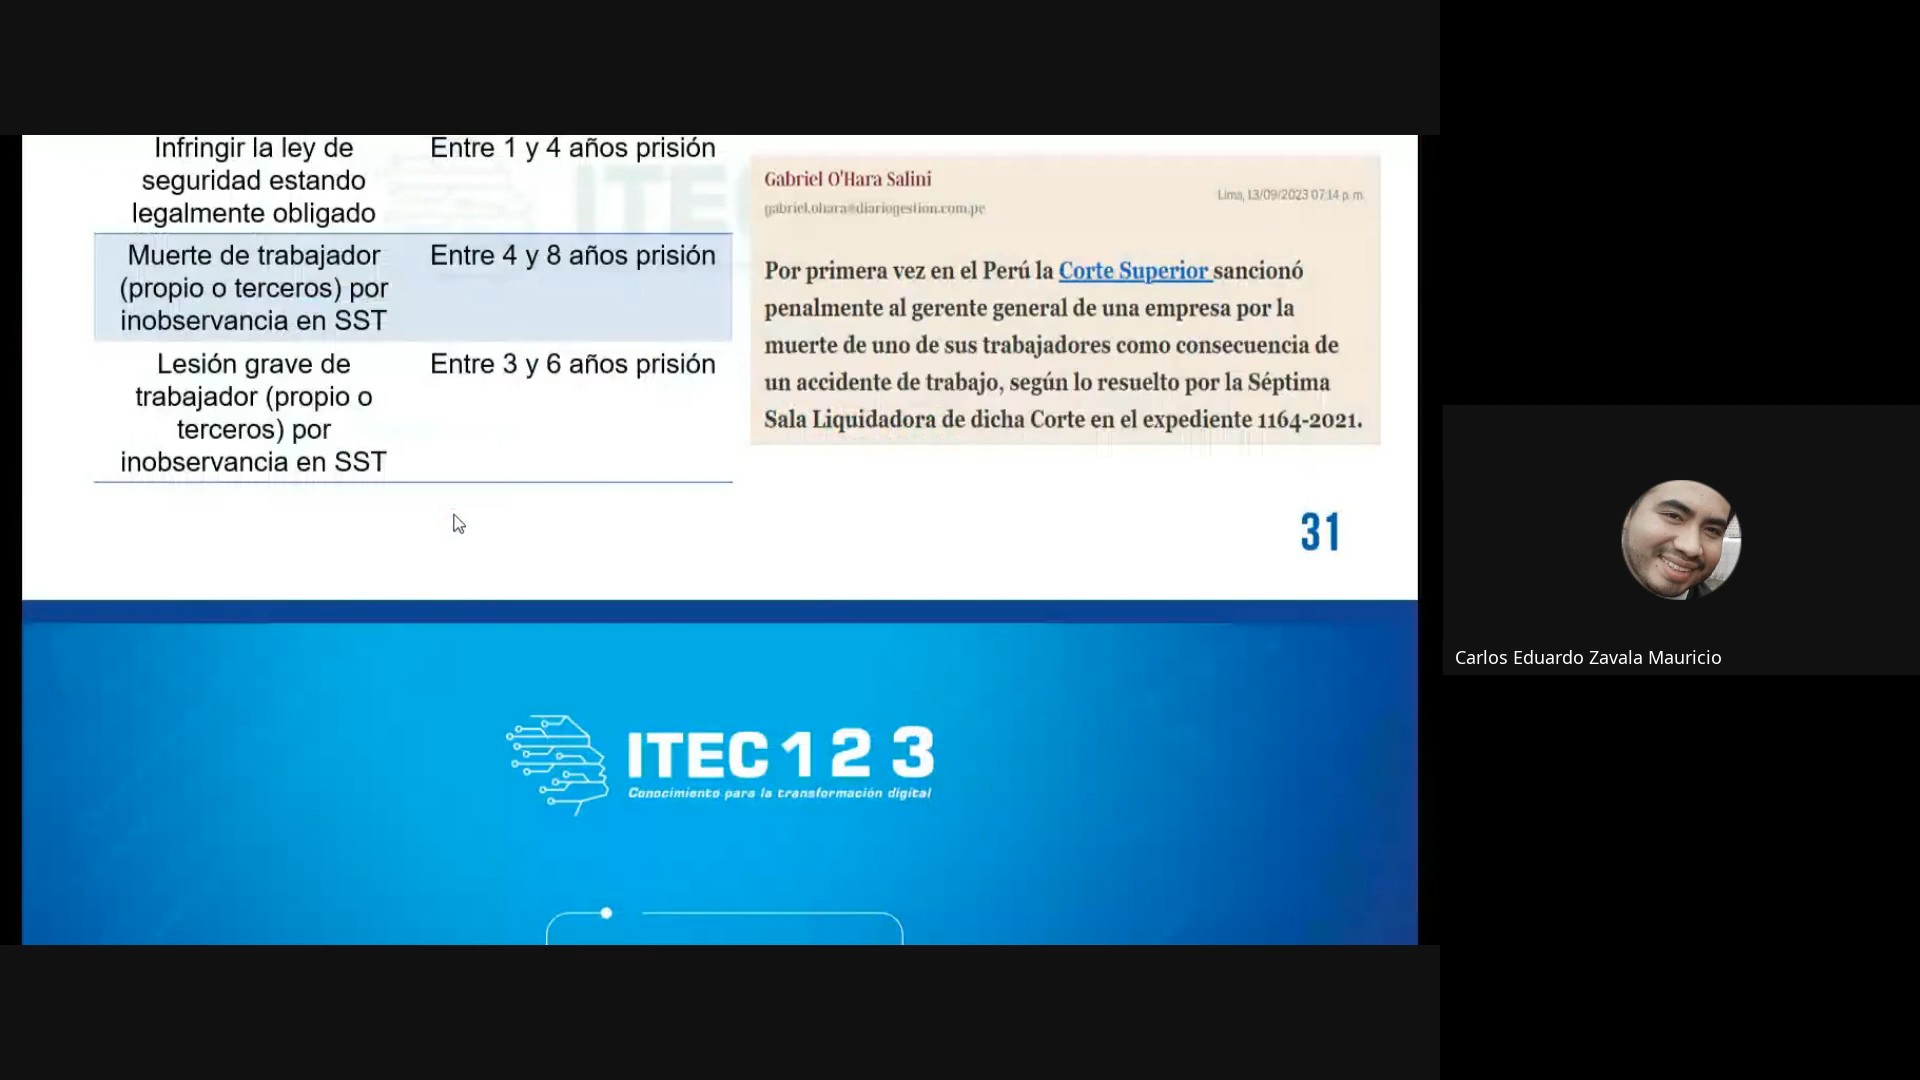 Infringir la ley de
seguridad estando
legalmente obligado
Entre 1 y 4 años prisión
Muerte de trabajador
(propio o terceros) por
inobservancia en SST
Entre 4 y 8 años prisión
Lesión grave de
trabajador (propio o
terceros) por
inobservancia en SST
Entre 3 y 6 años prisión
ITEC
Gabriel O'Hara Salini
gabriel.ohara@diariogestion.com.pe
Lima, 13/09/2023 07:14 p.m.
Por primera vez en el Perú la Corte Superior sancionó
penalmente al gerente general de una empresa por la
muerte de uno de sus trabajadores como consecuencia de
un accidente de trabajo, según lo resuelto por la Séptima
Sala Liquidadora de dicha Corte en el expediente 1164-2021.
31
ITEC 1 2 3
Conocimiento para la transformación digital
Carlos Eduardo Zavala Mauricio